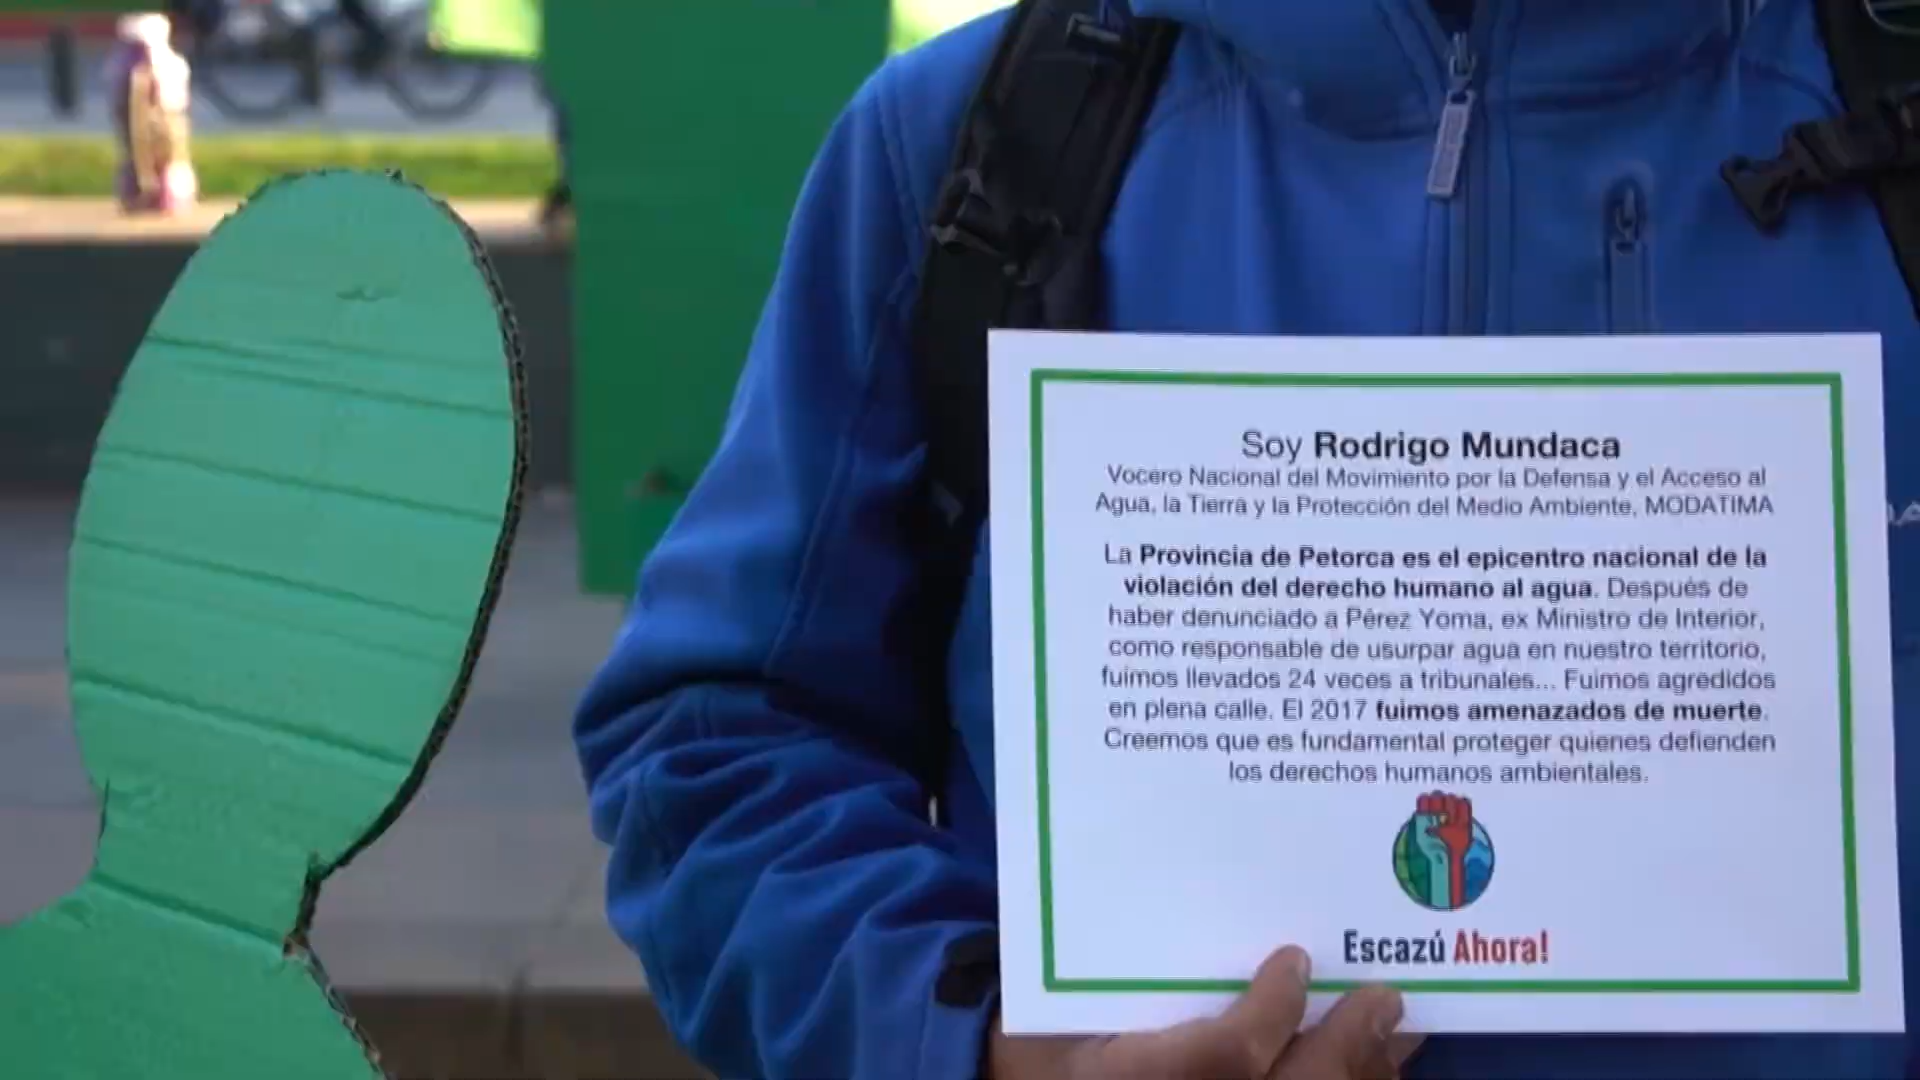 Soy Rodrigo Mundaca
Vocero Nacional del Movimiento por la Defensa y el Acceso al
Agua, la Tierra y la Protección del Medio Ambiente, MODATIMA
La Provincia de Petorca es el epicentro nacional de la
violación del derecho humano al agua. Después de
haber denunciado a Pérez Yoma, ex Ministro de Interior,
como responsable de usurpar agua en nuestro territorio,
fuimos llevados 24 veces a tribunales... Fuimos agredidos
en plena calle. El 2017 fuimos amenazados de muerte.
Creemos que es fundamental proteger quienes defienden
los derechos humanos ambientales.
Escazú Ahora!